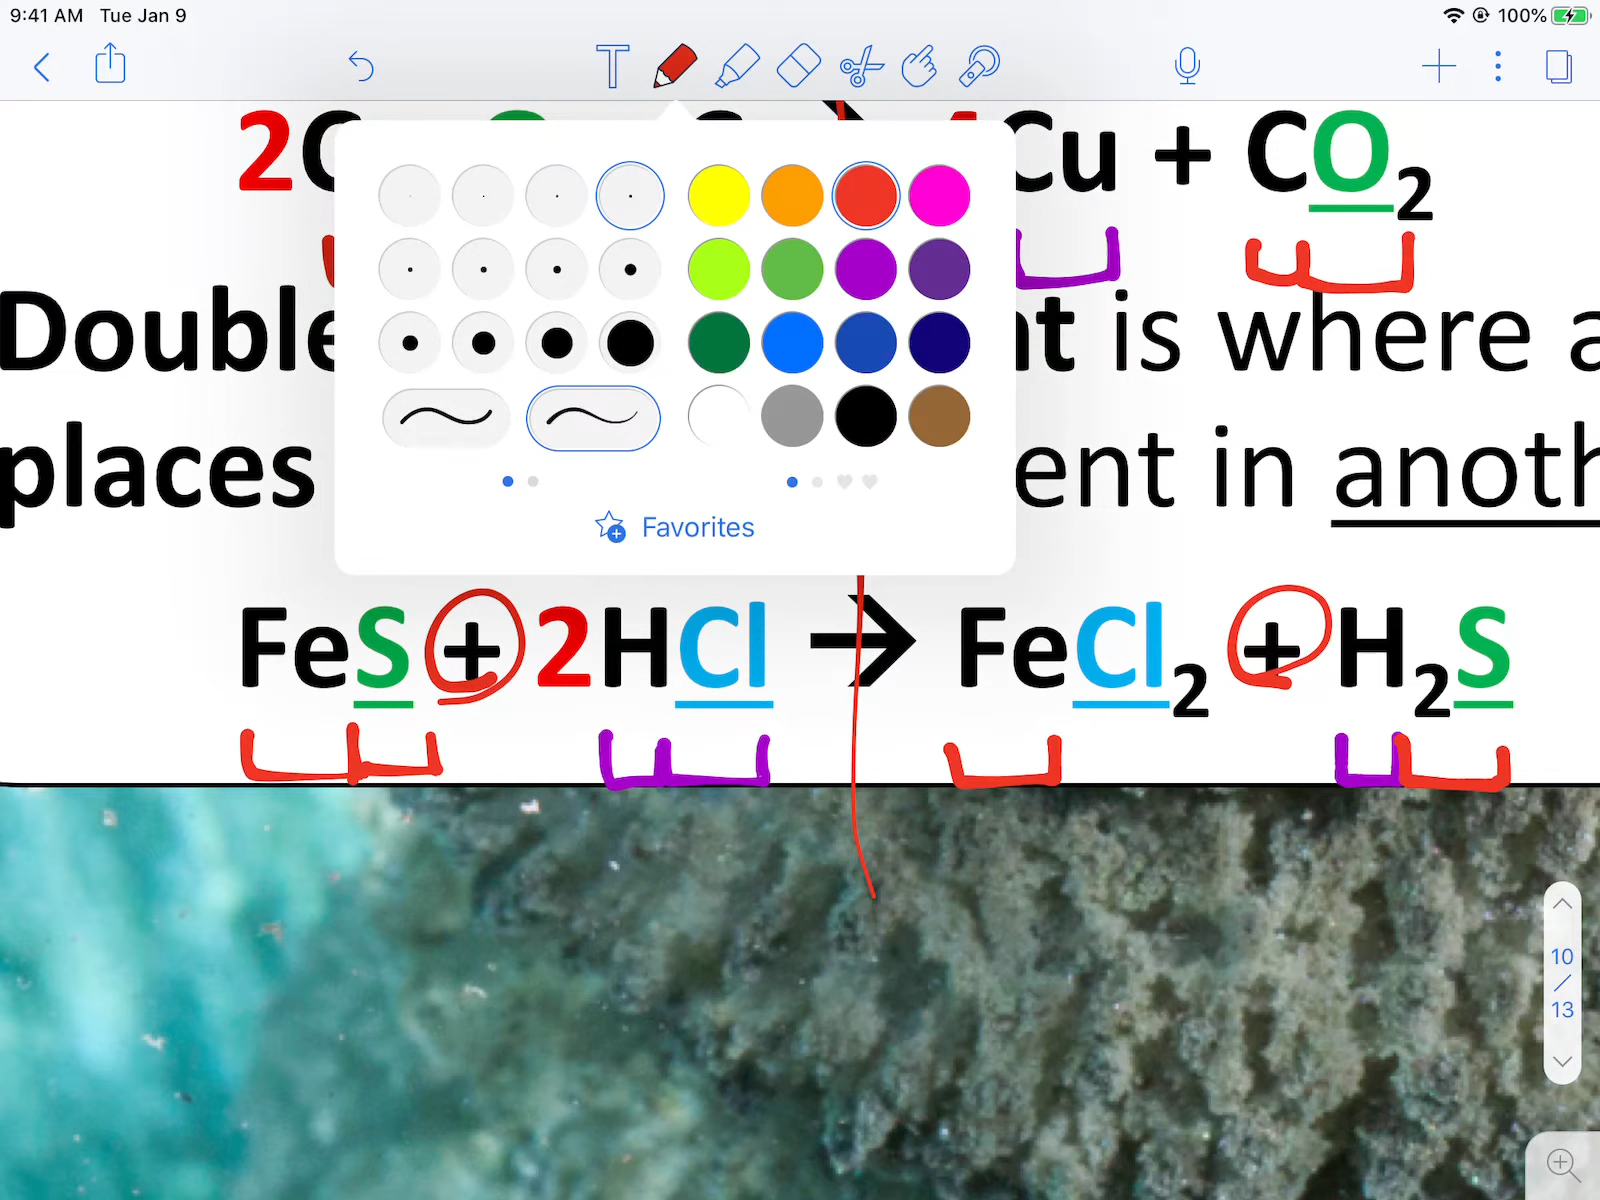 9:41 AM Tue Jan 9 100%
2C Cu + CO2
Double t is where a
places ent in anoth
Favorites
FeS + 2HCl → FeCl2 + H2S
10
/
13